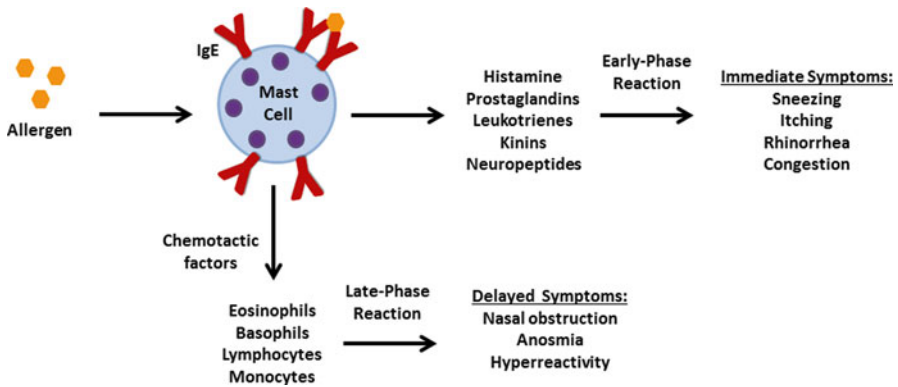 IgE
Allergen
Mast
Cell
Histamine
Prostaglandins
Leukotrienes
Kinins
Neuropeptides
Early-Phase
Reaction
Immediate Symptoms:
Sneezing
Itching
Rhinorrhea
Congestion
Chemotactic
factors
Eosinophils
Basophils
Lymphocytes
Monocytes
Late-Phase
Reaction
Delayed Symptoms:
Nasal obstruction
Anosmia
Hyperreactivity